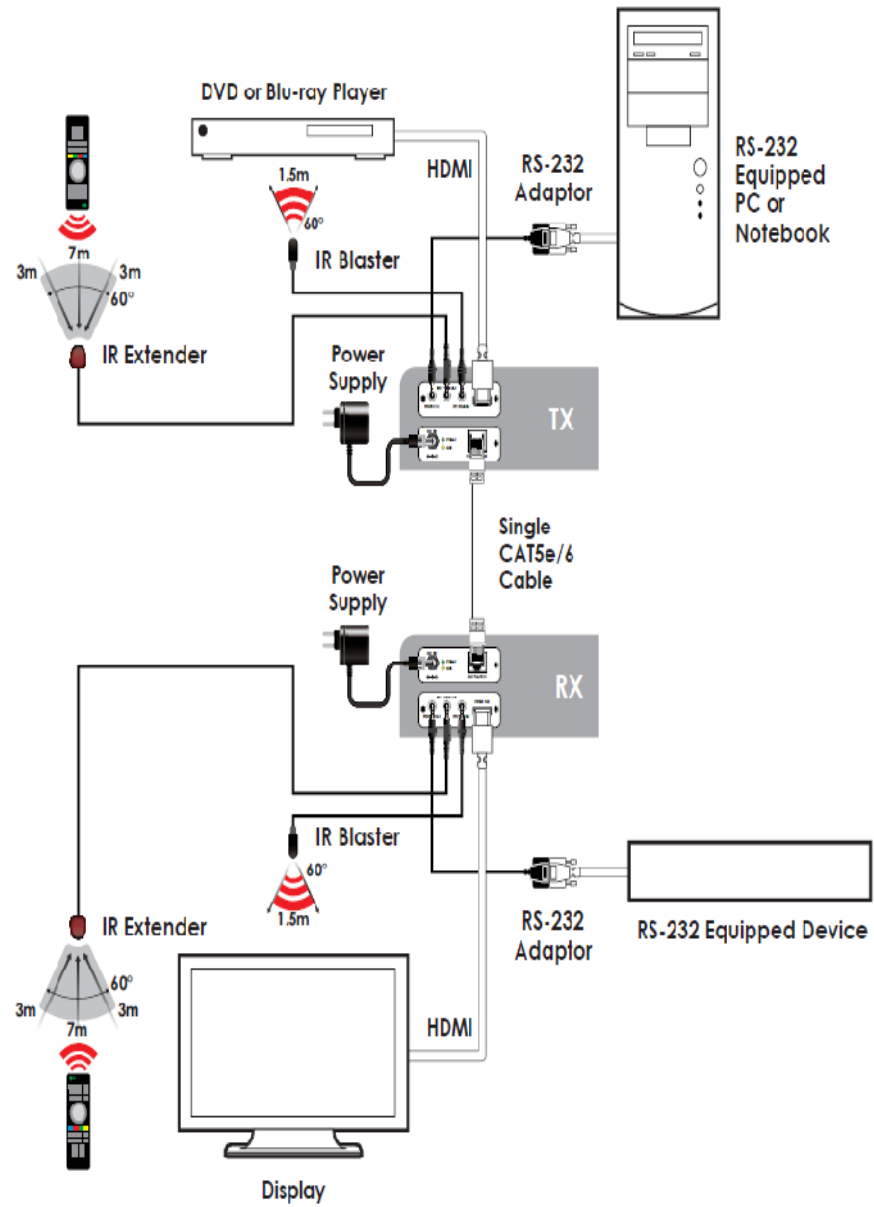 DVD or Blu-ray Player
HDMI
RS-232
Adaptor
RS-232
Equipped
PC or
Notebook
1.5m
60°
IR Blaster
7m
3m
3m
60°
IR Extender
Power
Supply
TX
Single
CAT5e/6
Cable
Power
Supply
RX
IR Blaster
60°
1.5m
IR Extender
60°
3m
3m
7m
HDMI
RS-232
Adaptor
RS-232 Equipped Device
Display